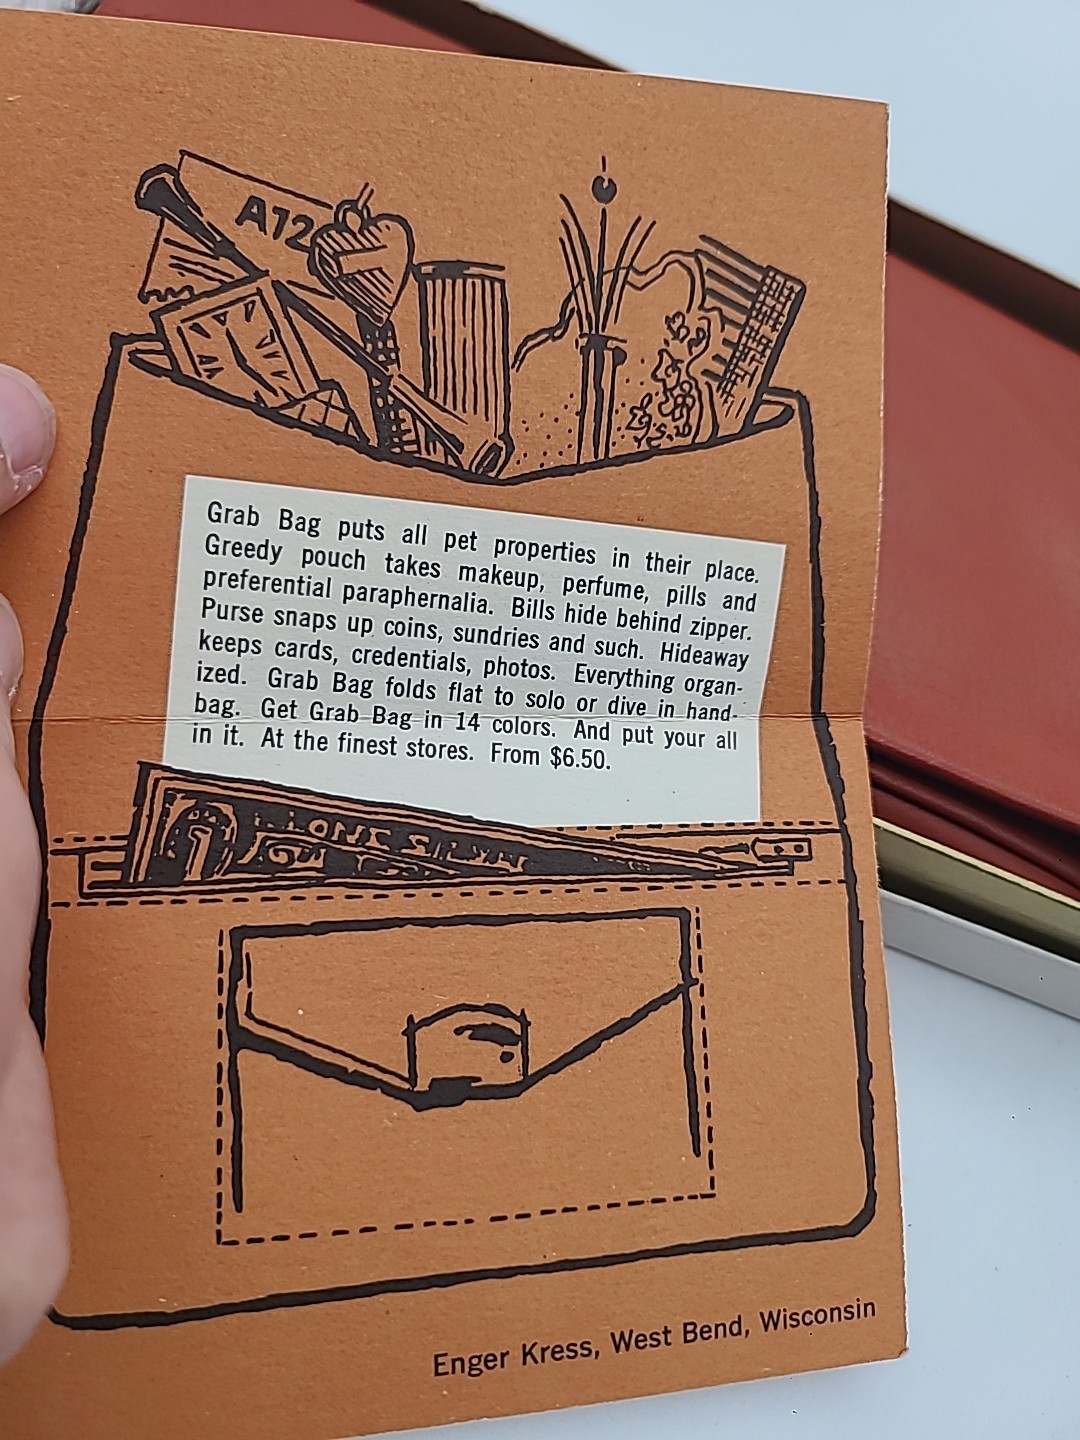 A12
Grab Bag puts all pet properties in their place.
Greedy pouch takes makeup, perfume, pills and
preferential paraphernalia. Bills hide behind zipper.
Purse snaps up coins, sundries and such. Hideaway
keeps cards, credentials, photos. Everything organ-
ized. Grab Bag folds flat to solo or dive in hand-
bag. Get Grab Bag in 14 colors. And put your all
in it. At the finest stores. From $6.50.
Enger Kress, West Bend, Wisconsin